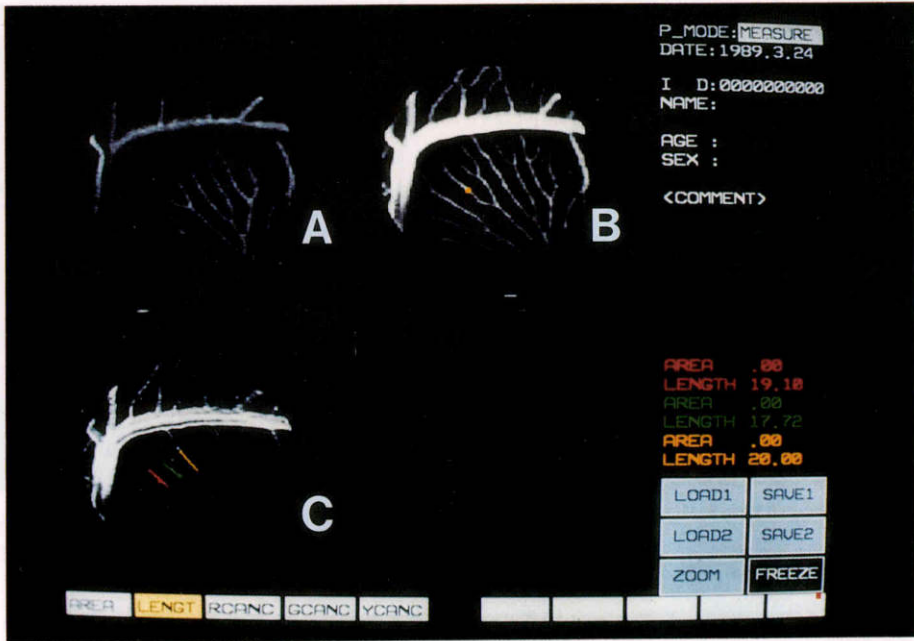 P_MODE:MEASURE
DATE:1989.3.24
I D:0000000000
NAME:
AGE :
SEX :
<COMMENT>
A
B
C
AREA .00
LENGTH 19.10
AREA .00
LENGTH 17.72
AREA .00
LENGTH 20.00
LOAD1 SAVE1
LOAD2 SAVE2
ZOOM FREEZE
AREA LENGT RCANC GCANC YCANC